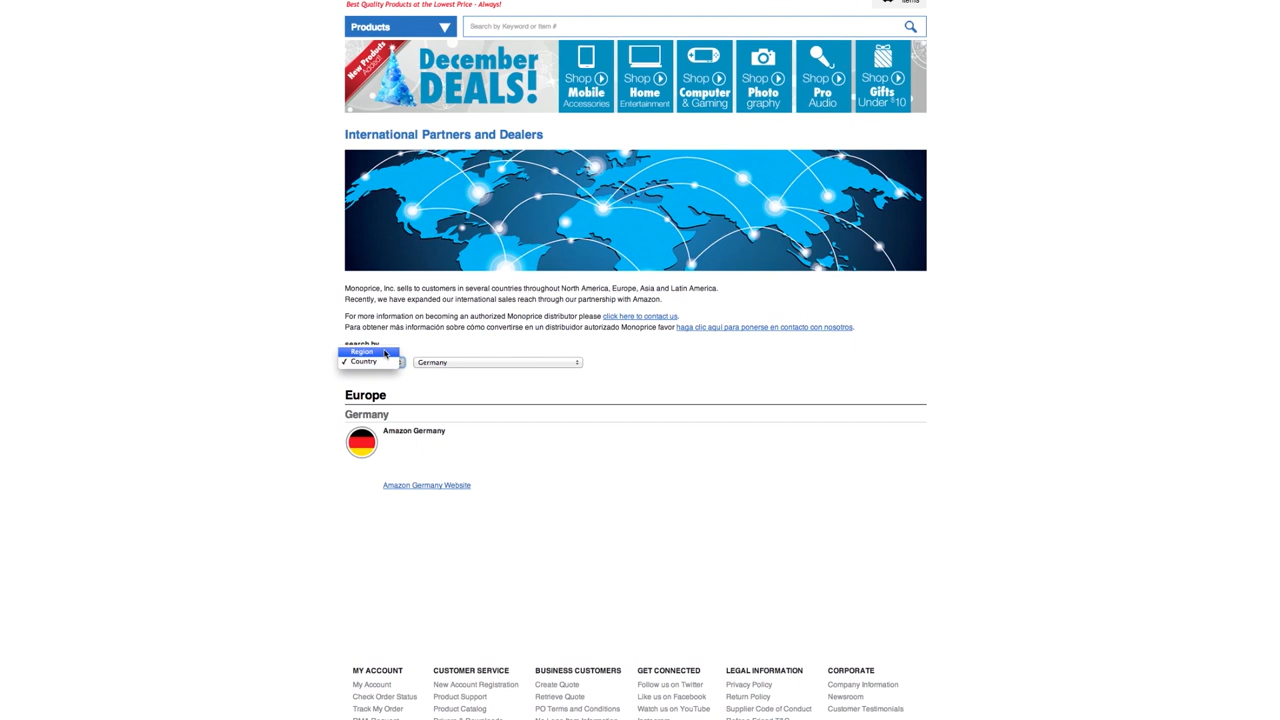 Best Quality Products at the Lowest Price - Always!
items
Products
Search by Keyword or Item #
New Products Added!
December DEALS!
Shop Mobile Accessories
Shop Home Entertainment
Shop Computer & Gaming
Shop Photo graphy
Shop Pro Audio
Shop Gifts Under $10
International Partners and Dealers
Monoprice, Inc. sells to customers in several countries throughout North America, Europe, Asia and Latin America.
Recently, we have expanded our international sales reach through our partnership with Amazon.
For more information on becoming an authorized Monoprice distributor please click here to contact us.
Para obtener más información sobre cómo convertirse en un distribuidor autorizado Monoprice favor haga clic aquí para ponerse en contacto con nosotros.
search by
Region
✓ Country
Germany
Europe
Germany
Amazon Germany
Amazon Germany Website
MY ACCOUNT CUSTOMER SERVICE BUSINESS CUSTOMERS GET CONNECTED LEGAL INFORMATION CORPORATE
My Account New Account Registration Create Quote Follow us on Twitter Privacy Policy Company Information
Check Order Status Product Support Retrieve Quote Like us on Facebook Return Policy Newsroom
Track My Order Product Catalog PO Terms and Conditions Watch us on YouTube Supplier Code of Conduct Customer Testimonials